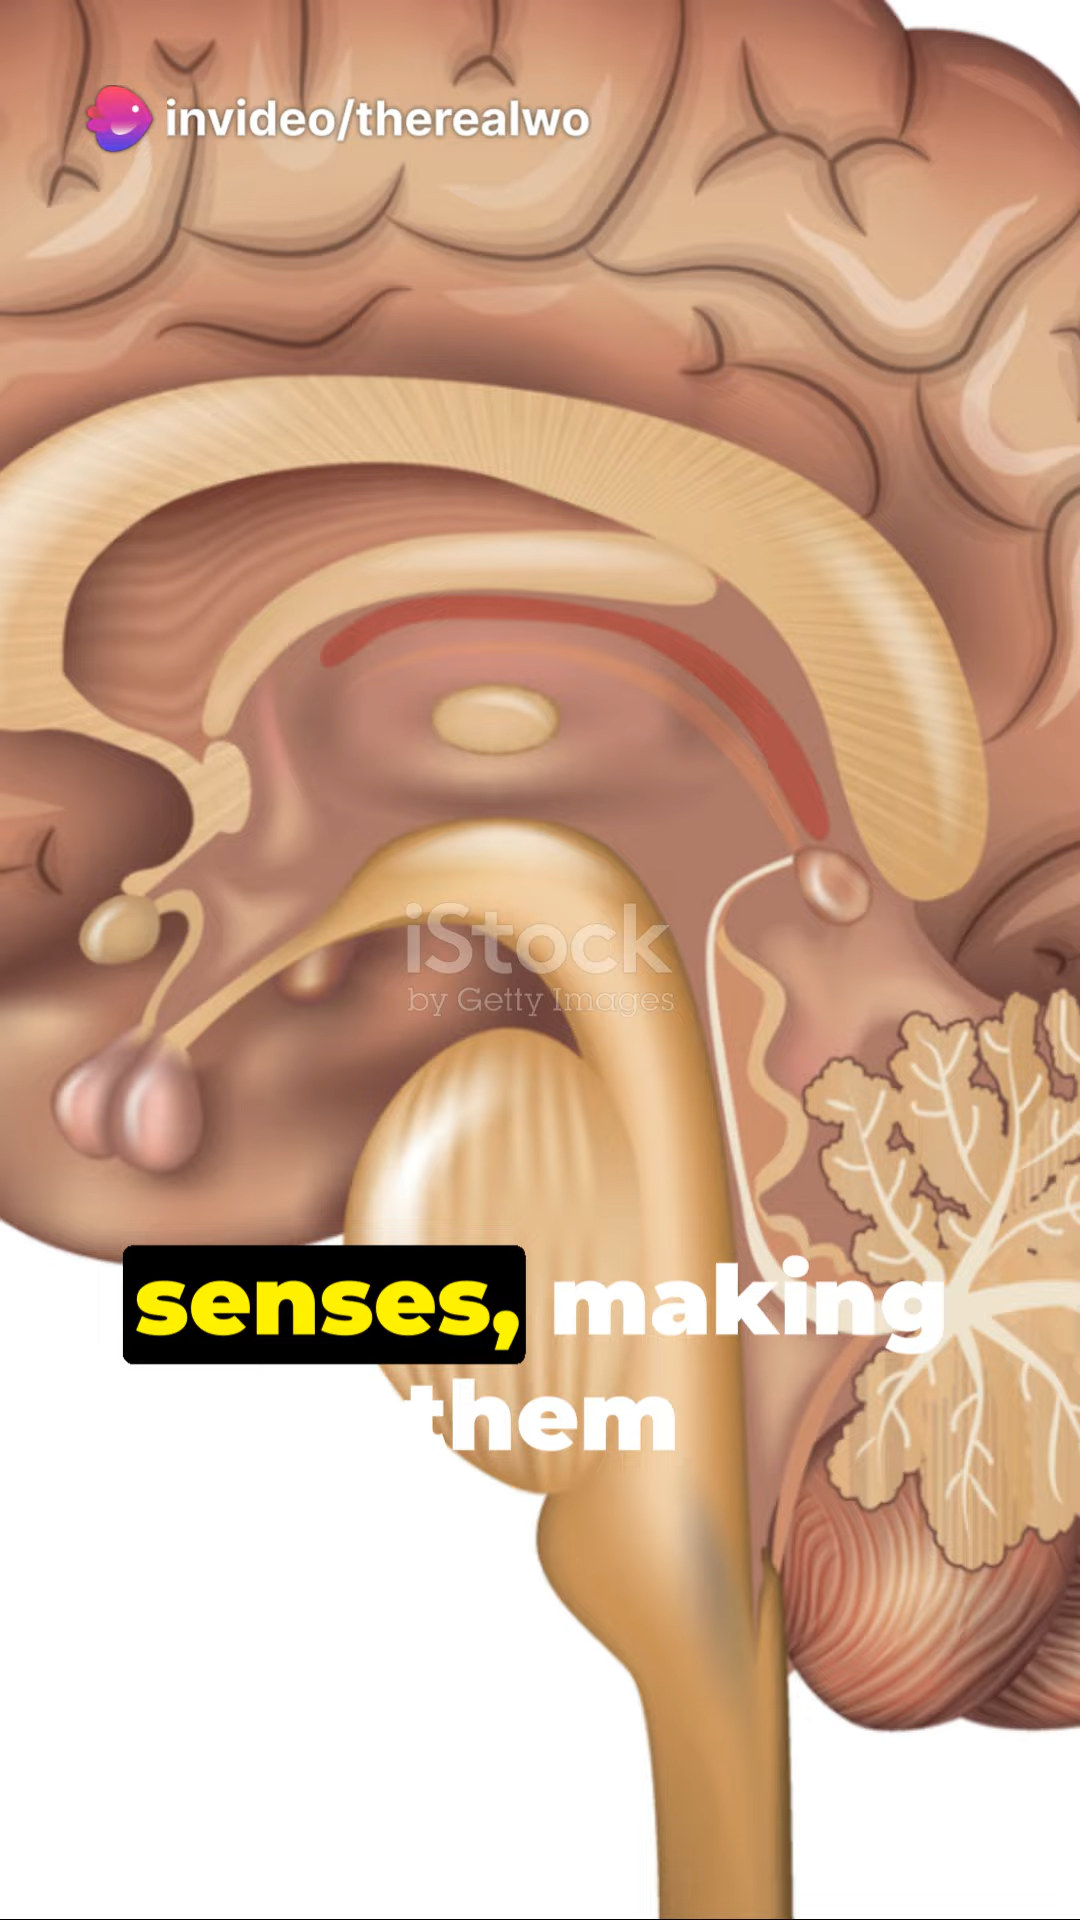 invideo/therealwo
iStock
by Getty Images
senses, making
them